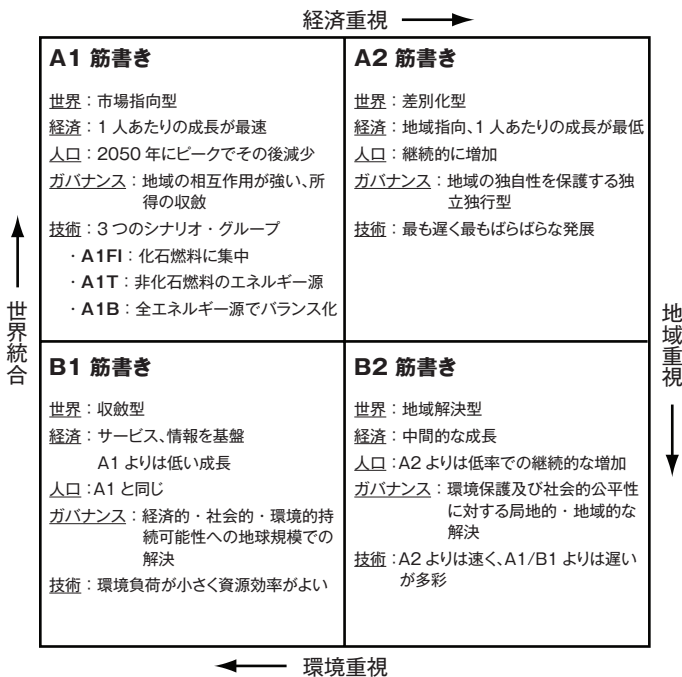 経済重視
A1 筋書き
世界：市場指向型
経済：1 人あたりの成長が最速
人口：2050 年にピークでその後減少
ガバナンス：地域の相互作用が強い、所
得の収斂
技術：3 つのシナリオ・グループ
・A1FI：化石燃料に集中
・A1T：非化石燃料のエネルギー源
・A1B：全エネルギー源でバランス化
A2 筋書き
世界：差別化型
経済：地域指向、1 人あたりの成長が最低
人口：継続的に増加
ガバナンス：地域の独自性を保護する独
立独行型
技術：最も遅く最もばらばらな発展
世界統合
地域重視
B1 筋書き
世界：収斂型
経済：サービス、情報を基盤
A1 よりは低い成長
人口：A1 と同じ
ガバナンス：経済的・社会的・環境的持
続可能性への地球規模での
解決
技術：環境負荷が小さく資源効率がよい
B2 筋書き
世界：地域解決型
経済：中間的な成長
人口：A2 よりは低率での継続的な増加
ガバナンス：環境保護及び社会的公平性
に対する局地的・地域的な
解決
技術：A2 よりは速く、A1/B1 よりは遅い
が多彩
環境重視